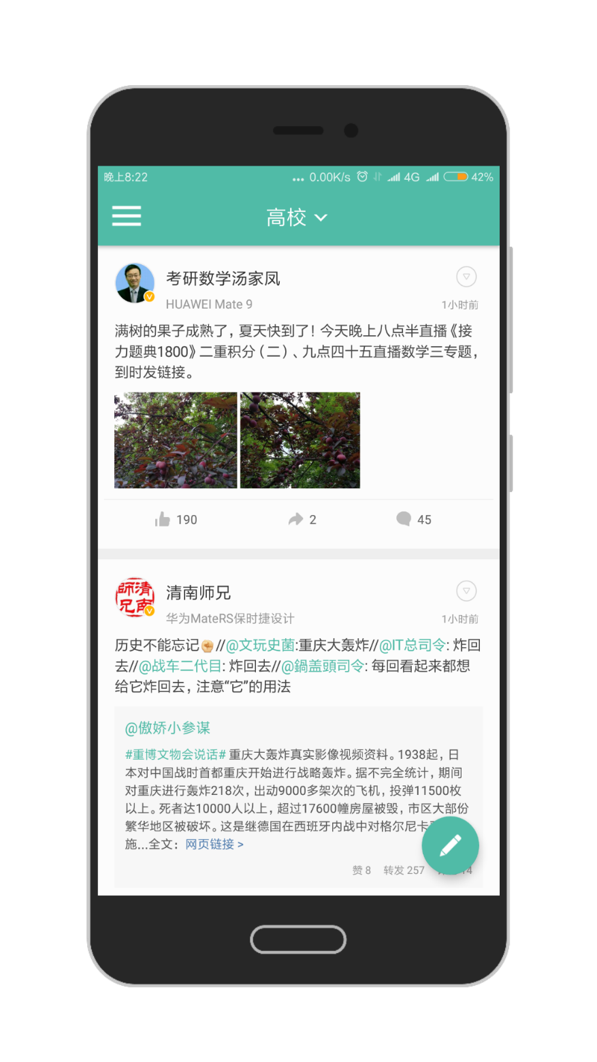 晚上8:22 ... 0.00K/s 4G 42%
高校
考研数学汤家凤
HUAWEI Mate 9 1小时前
满树的果子成熟了，夏天快到了！今天晚上八点半直播《接
力题典1800》二重积分（二）、九点四十五直播数学三专题，
到时发链接。
190 2 45
師清
兄南
清南师兄
华为MateRS保时捷设计 1小时前
历史不能忘记✊//@文玩史菌:重庆大轰炸//@IT总司令: 炸回
去//@战车二代目: 炸回去//@鍋盖頭司令: 每回看起来都想
给它炸回去，注意“它”的用法
@傲娇小参谋
#重博文物会说话# 重庆大轰炸真实影像视频资料。1938起，日
本对中国战时首都重庆开始进行战略轰炸。据不完全统计，期间
对重庆进行轰炸218次，出动9000多架次的飞机，投弹11500枚
以上。死者达10000人以上，超过17600幢房屋被毁，市区大部份
繁华地区被破坏。这是继德国在西班牙内战中对格尔尼卡
施...全文：网页链接 >
赞 8 转发 257